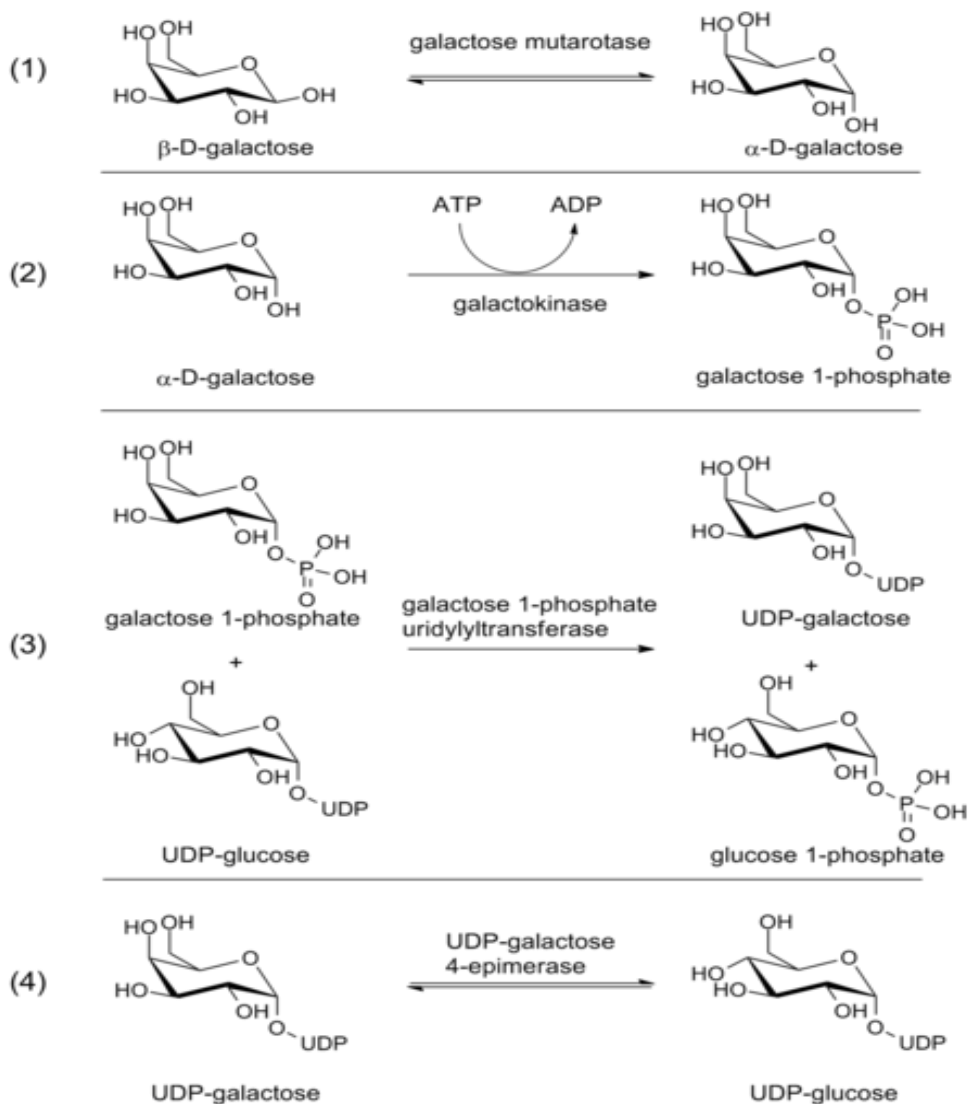 (1)
HO
OH
O
HO
OH
OH
β-D-galactose
galactose mutarotase
HO
OH
O
HO
OH
OH
α-D-galactose
(2)
HO
OH
O
HO
OH
OH
α-D-galactose
ATP
ADP
galactokinase
HO
OH
O
HO
OH
O
P
OH
OH
O
galactose 1-phosphate
(3)
HO
OH
O
HO
OH
O
P
OH
OH
O
galactose 1-phosphate
+
OH
O
HO
HO
OH
O
UDP
UDP-glucose
galactose 1-phosphate
uridylyltransferase
HO
OH
O
HO
OH
O
UDP
UDP-galactose
+
OH
O
HO
HO
OH
O
P
OH
OH
O
glucose 1-phosphate
(4)
HO
OH
O
HO
OH
O
UDP
UDP-galactose
UDP-galactose
4-epimerase
OH
O
HO
HO
OH
O
UDP
UDP-glucose